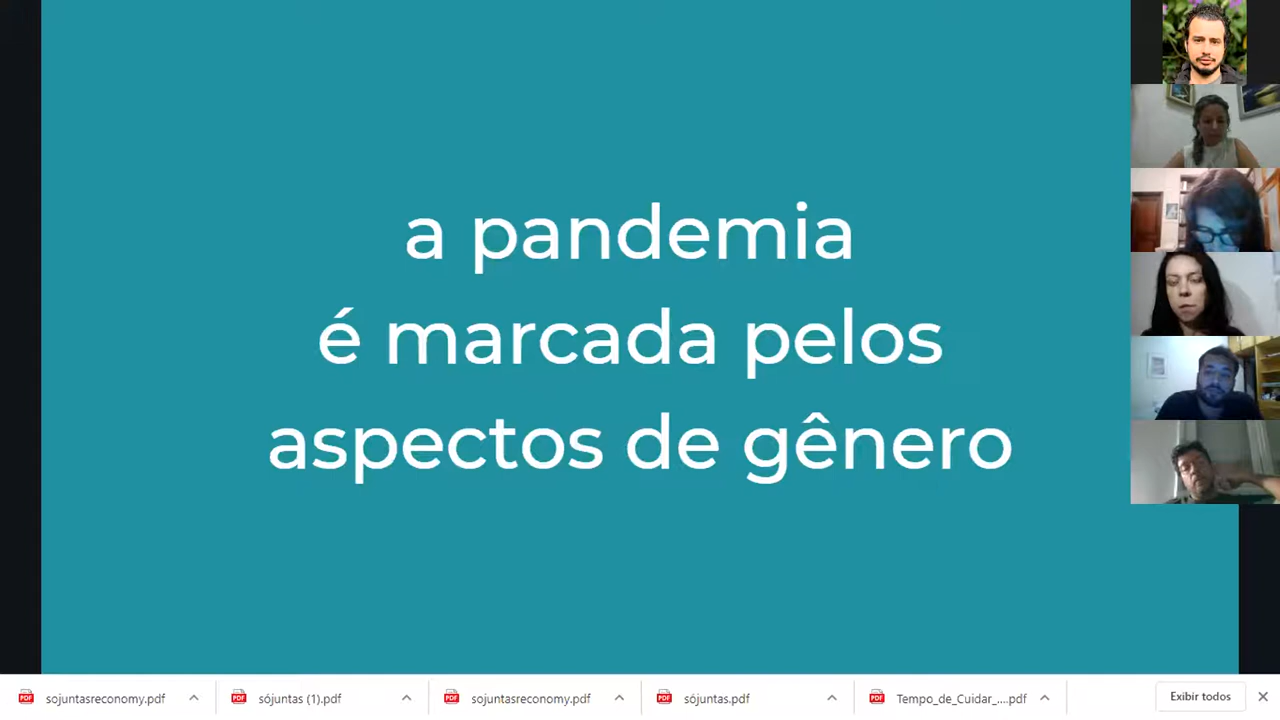 a pandemia
é marcada pelos
aspectos de gênero
sojuntasreconomy.pdf
sójuntas (1).pdf
sojuntasreconomy.pdf
sójuntas.pdf
Tempo_de_Cuidar_....pdf
Exibir todos